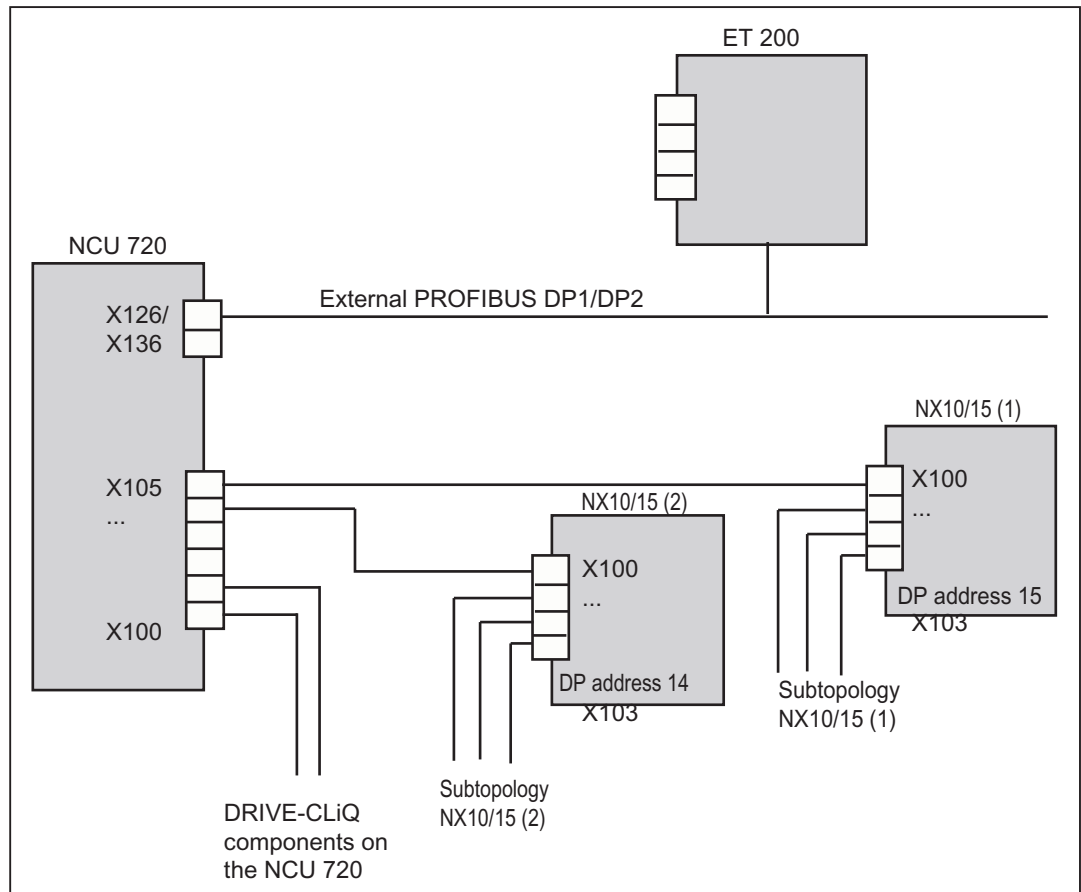 ET 200
NCU 720
X126/
X136
External PROFIBUS DP1/DP2
NX10/15 (1)
X105
...
X100
NX10/15 (2)
X100
...
X100
...
DP address 15
X103
DP address 14
X103
Subtopology
NX10/15 (1)
Subtopology
NX10/15 (2)
DRIVE-CLiQ
components on
the NCU 720